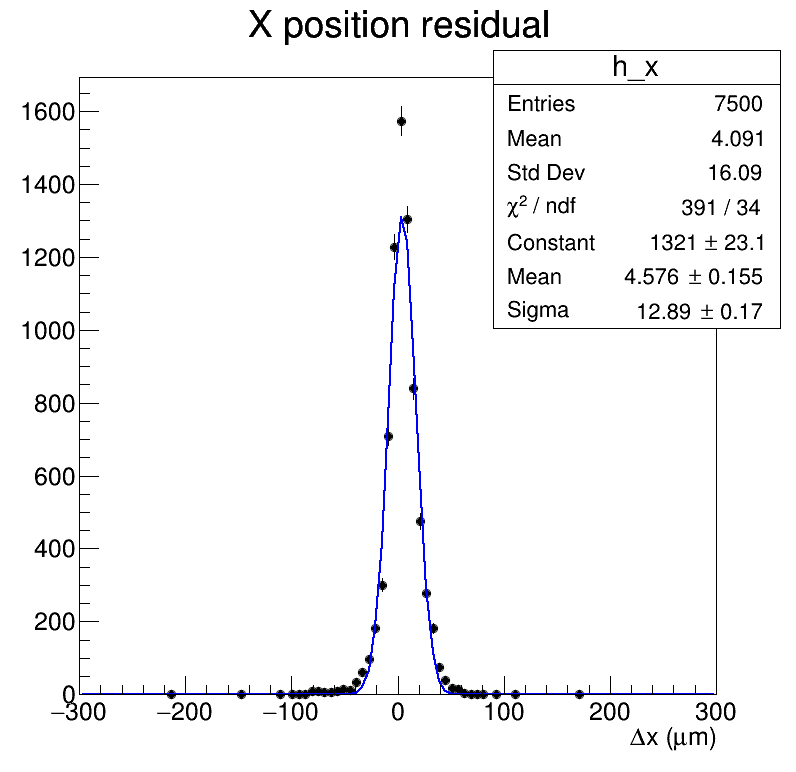 X position residual
h_x
Entries 7500
Mean 4.091
Std Dev 16.09
χ² / ndf 391 / 34
Constant 1321 ± 23.1
Mean 4.576 ± 0.155
Sigma 12.89 ± 0.17
1600
1400
1200
1000
800
600
400
200
0
−300 −200 −100 0 100 200 300
Δx (μm)